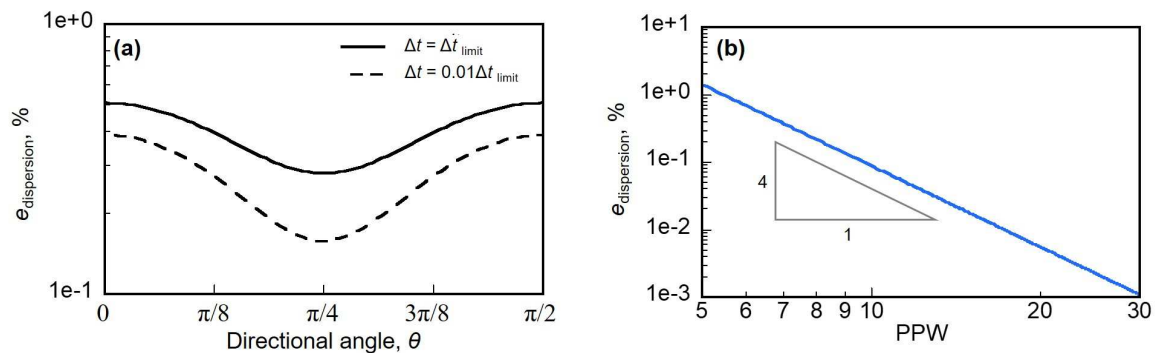 (a)
1e+0
1e-1
e dispersion, %
Δt = Δt limit
Δt = 0.01Δt limit
0
π/8
π/4
3π/8
π/2
Directional angle, θ
(b)
1e+1
1e+0
1e-1
1e-2
1e-3
e dispersion, %
4
1
5
6
7
8
9
10
20
30
PPW